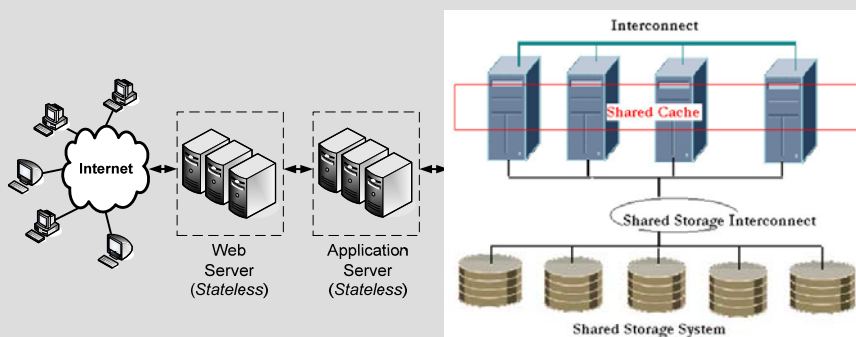 Internet
Web
Server
(Stateless)
Application
Server
(Stateless)
Interconnect
Shared Cache
Shared Storage Interconnect
Shared Storage System